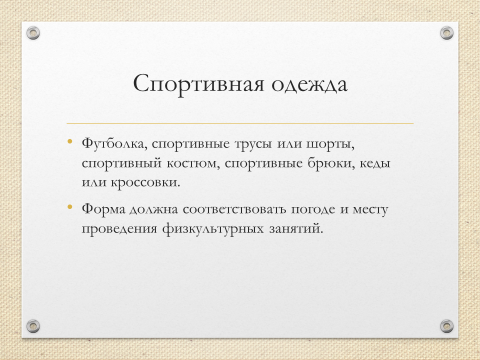 Спортивная одежда
• Футболка, спортивные трусы или шорты,
спортивный костюм, спортивные брюки, кеды
или кроссовки.
• Форма должна соответствовать погоде и месту
проведения физкультурных занятий.